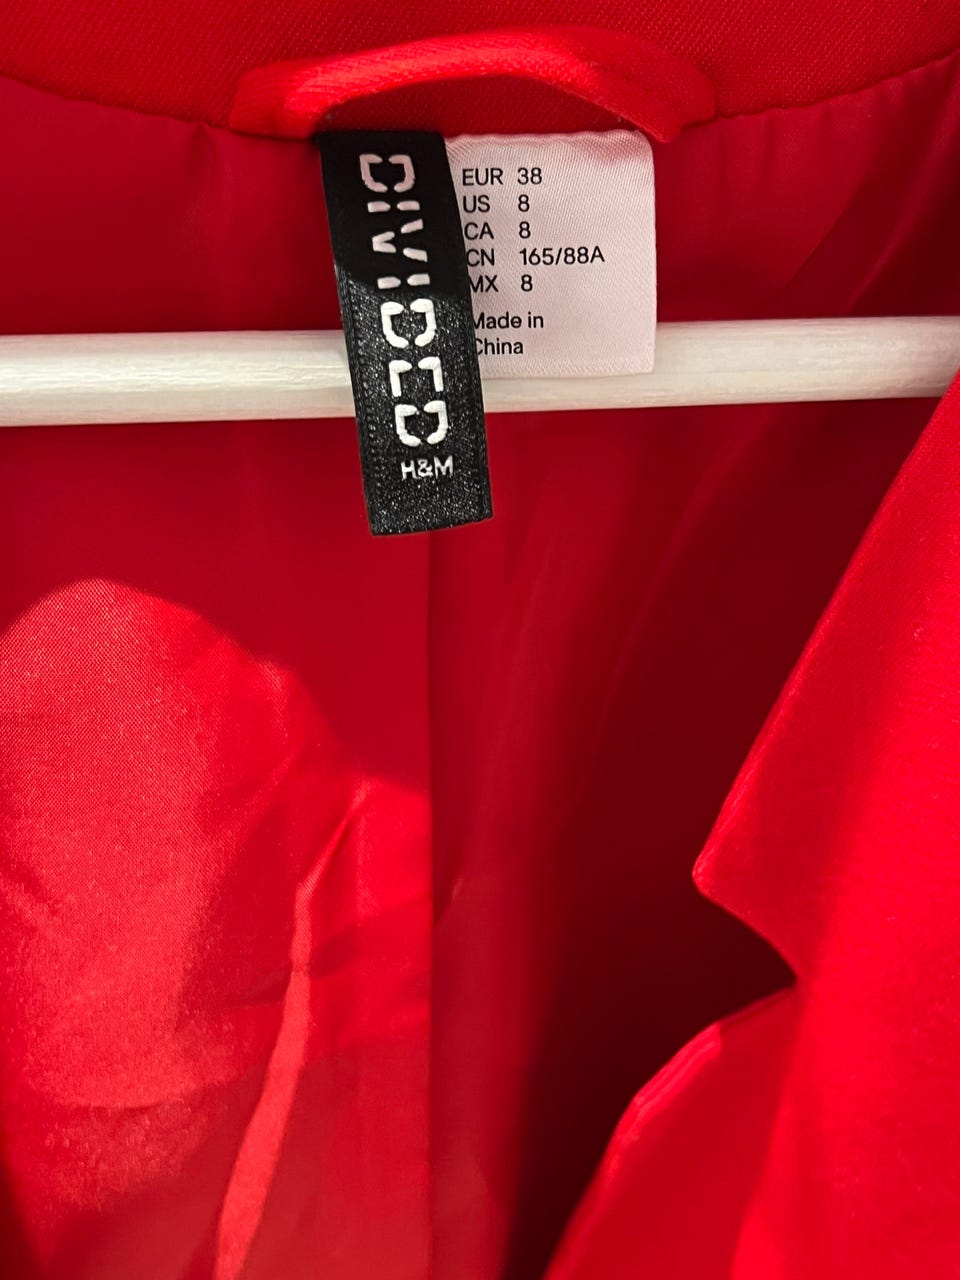 DIVIDED
H&M
EUR 38
US 8
CA 8
CN 165/88A
MX 8
Made in
China